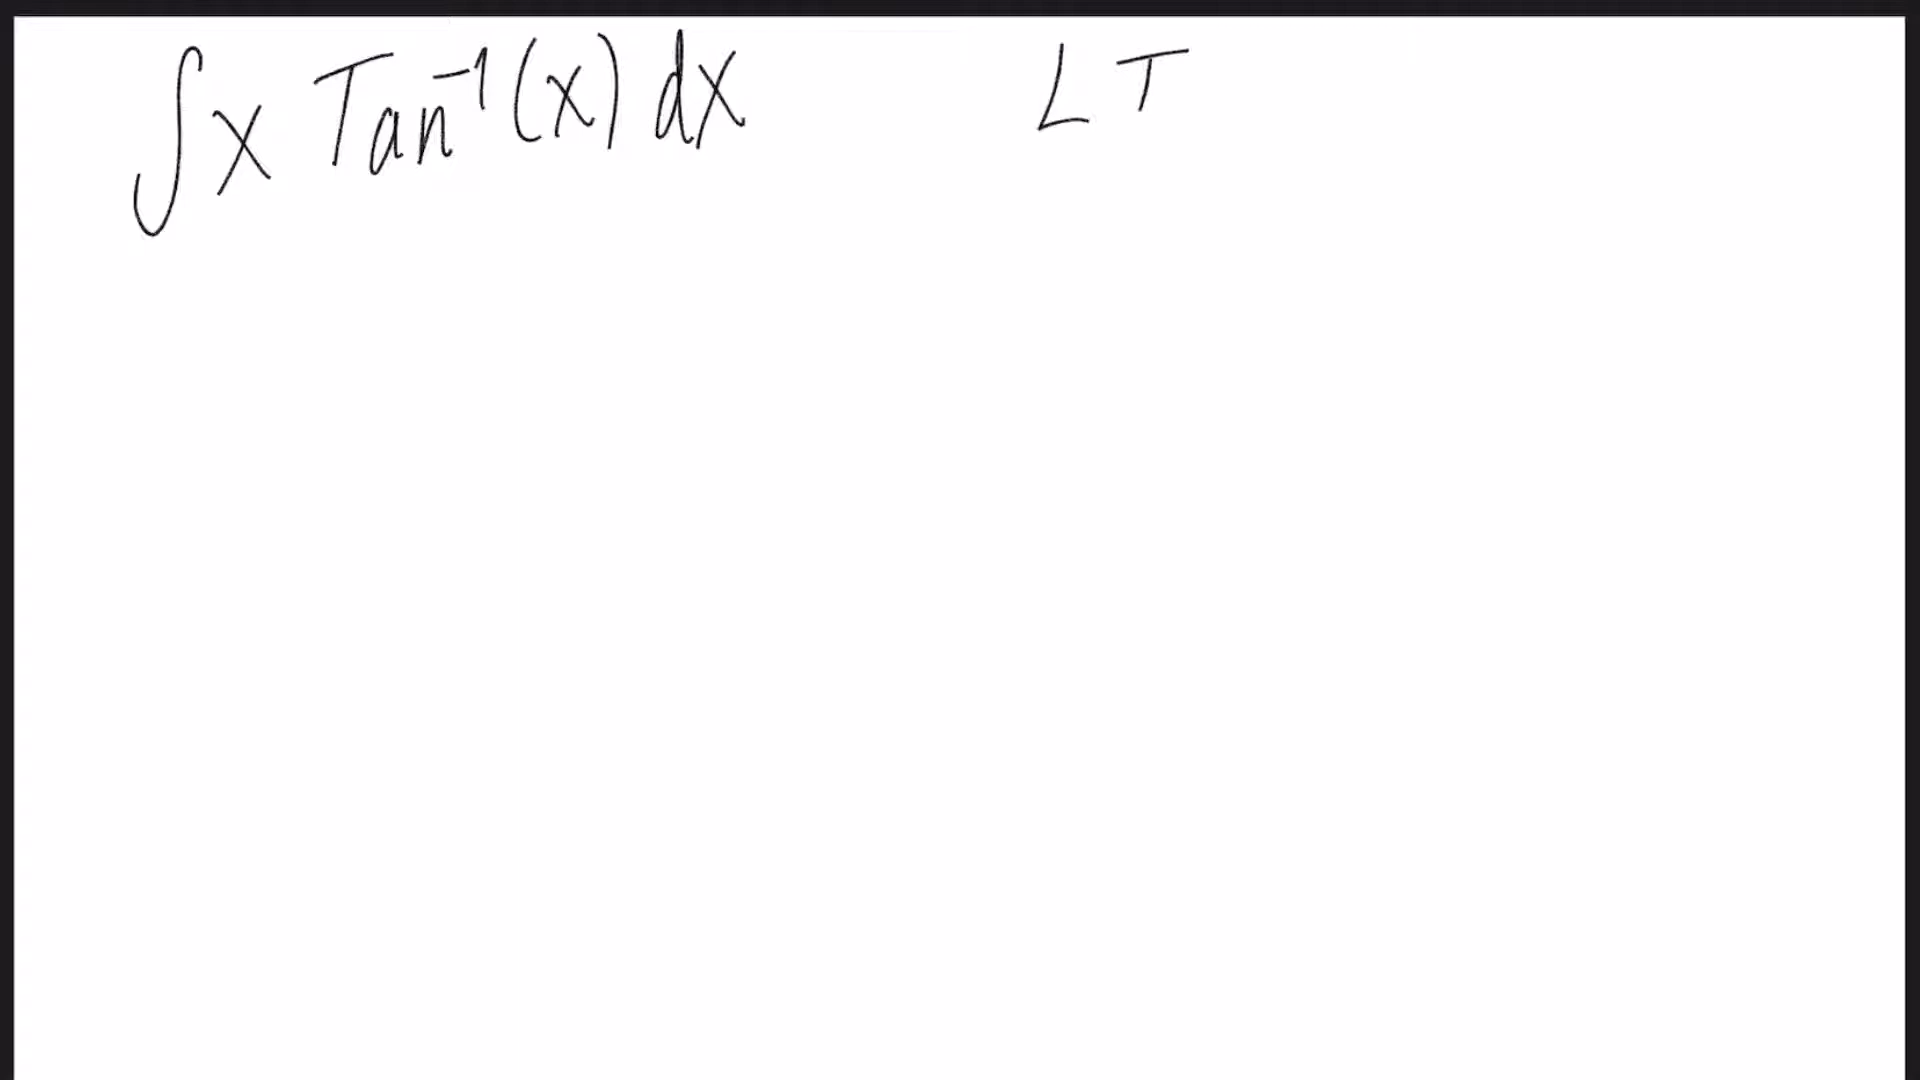 ∫ x Tan⁻¹(x) dx
L T